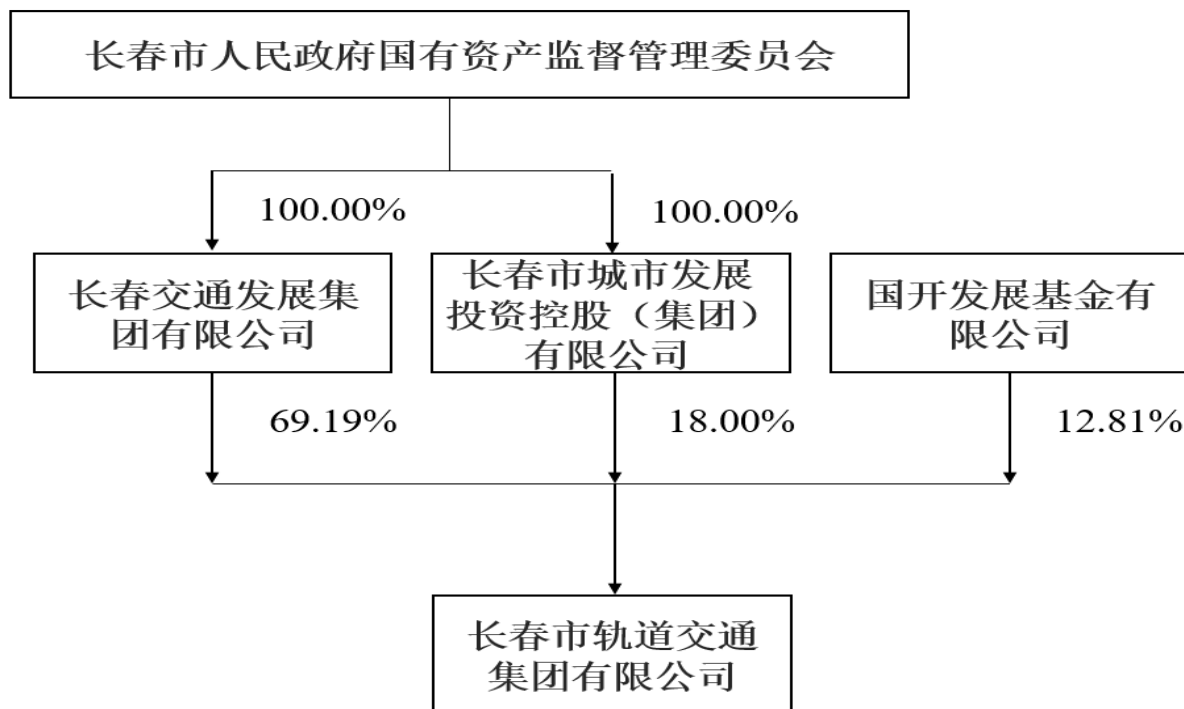 长春市人民政府国有资产监督管理委员会
100.00%
100.00%
长春交通发展集
团有限公司
长春市城市发展
投资控股（集团）
有限公司
国开发展基金有
限公司
69.19%
18.00%
12.81%
长春市轨道交通
集团有限公司